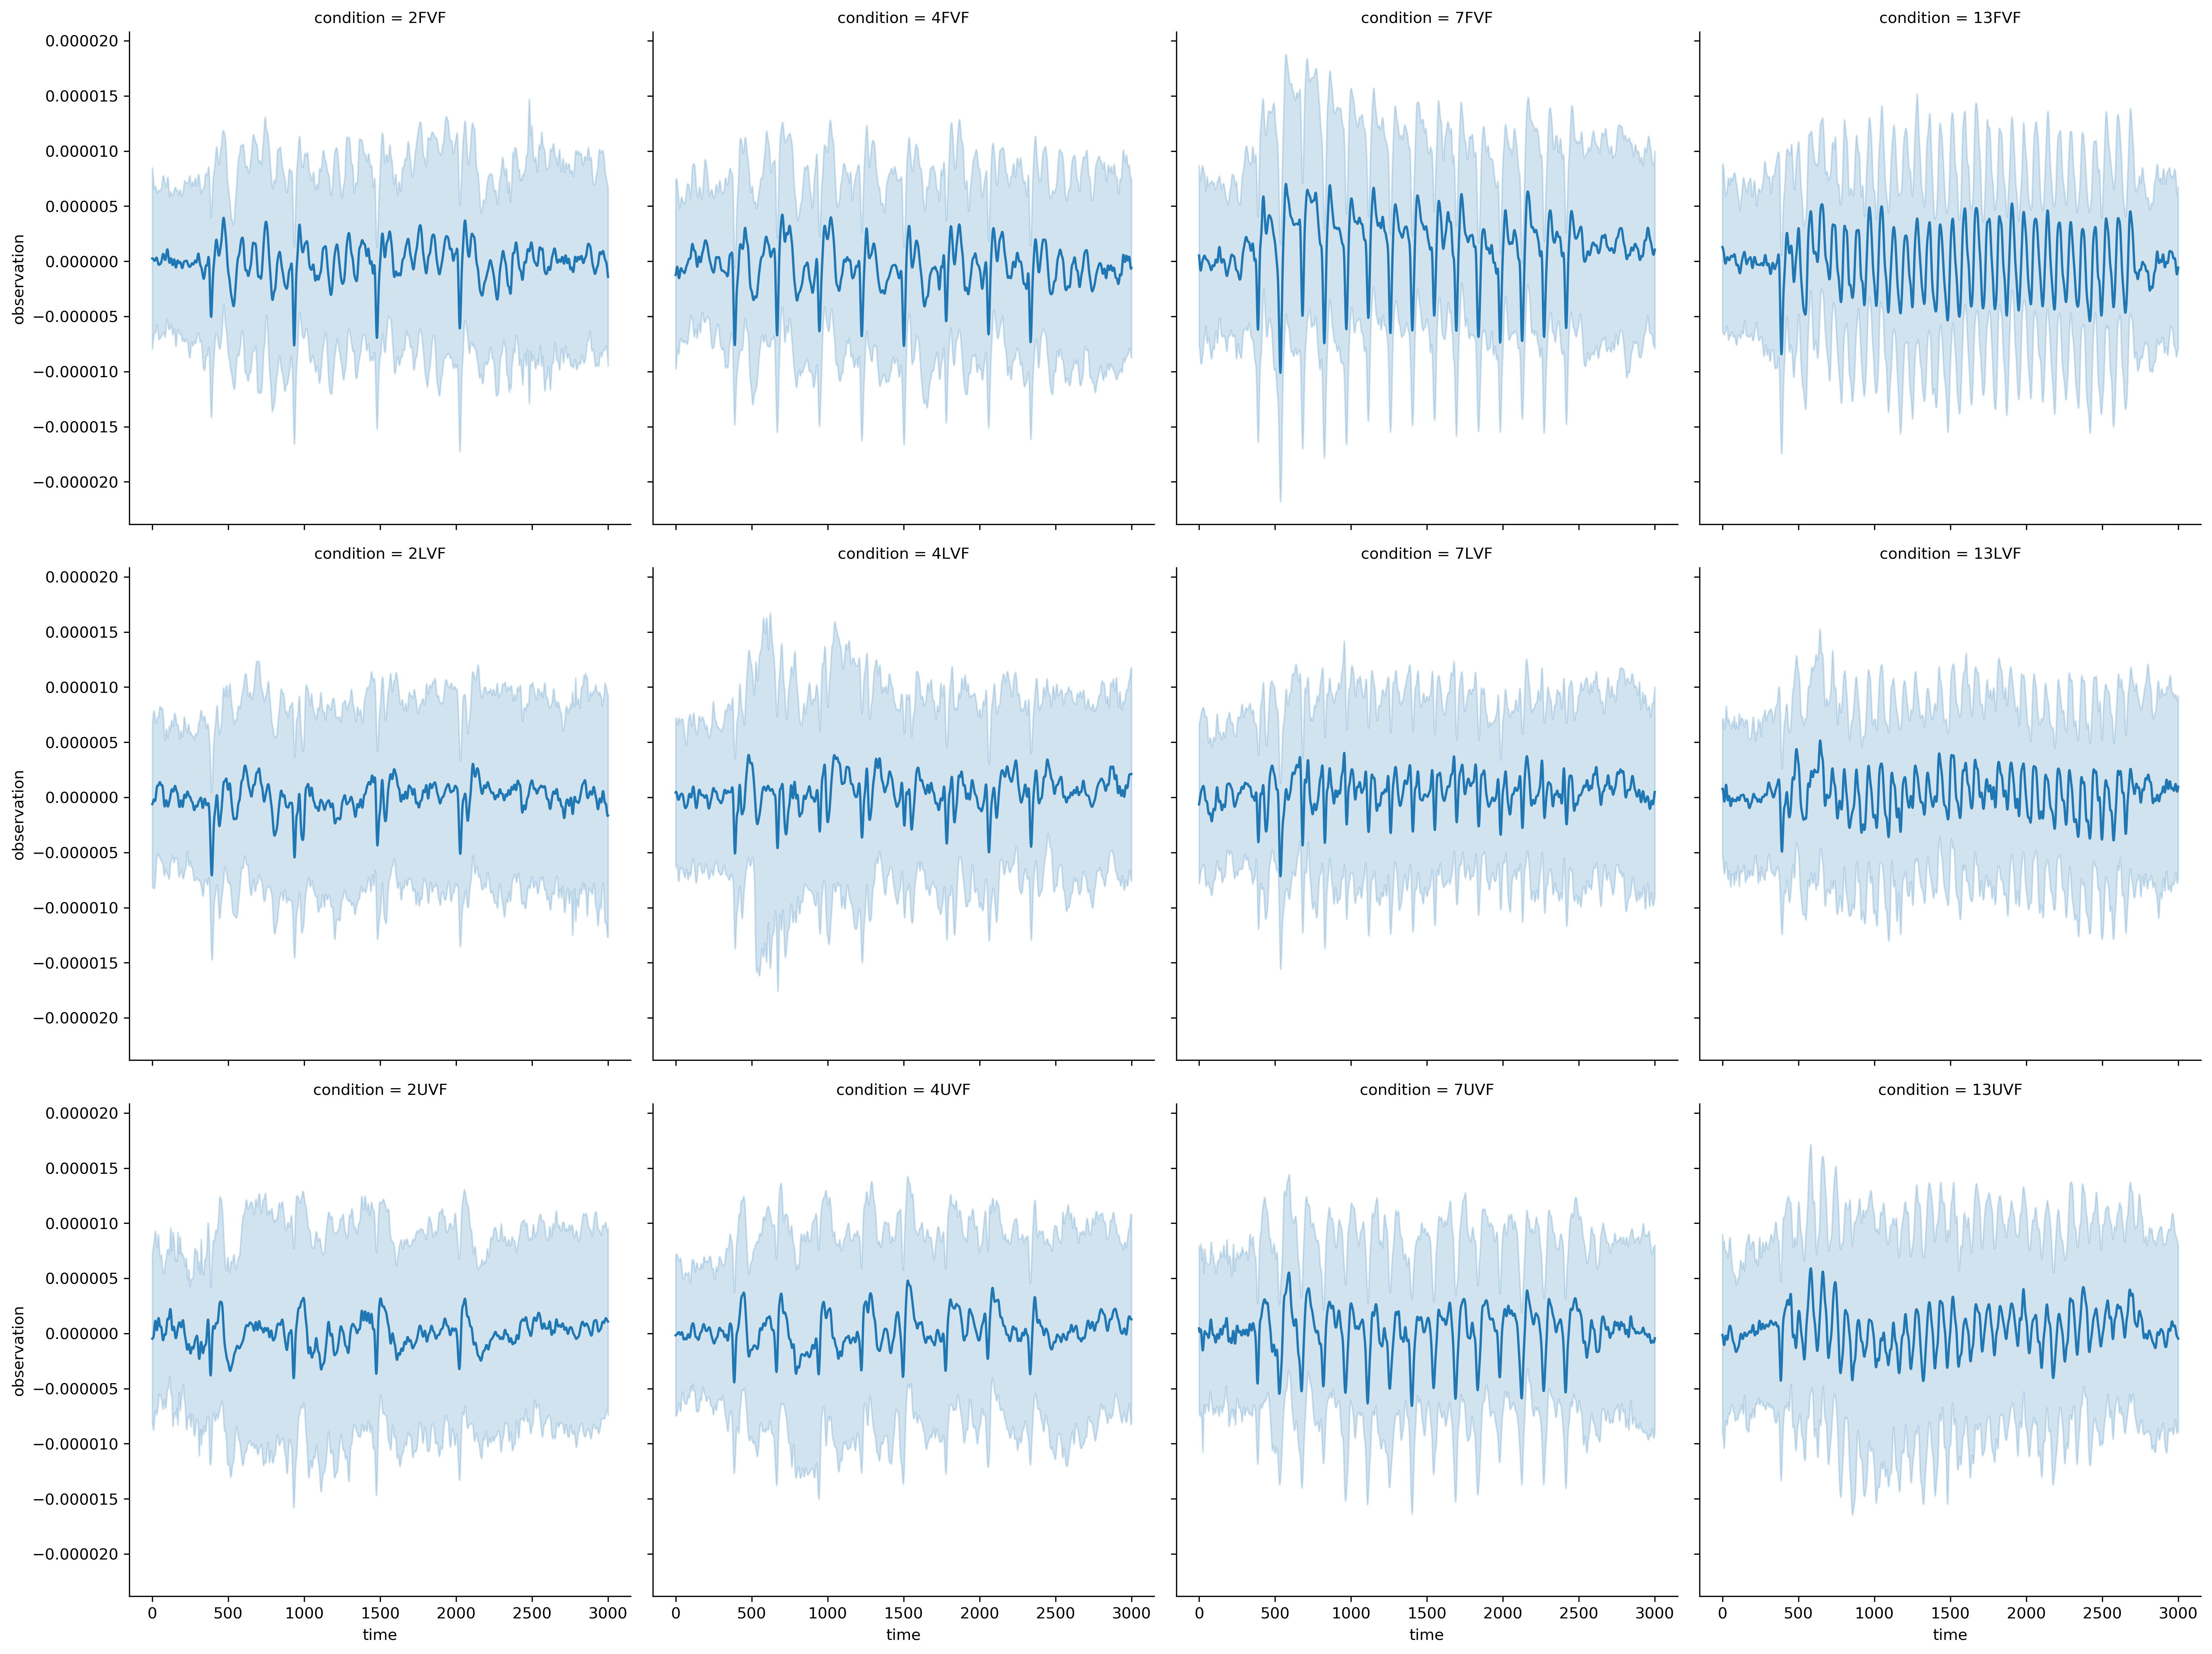 condition = 2FVF
condition = 4FVF
condition = 7FVF
condition = 13FVF
0.000020
0.000015
0.000010
0.000005
0.000000
−0.000005
−0.000010
−0.000015
−0.000020
observation
condition = 2LVF
condition = 4LVF
condition = 7LVF
condition = 13LVF
0.000020
0.000015
0.000010
0.000005
0.000000
−0.000005
−0.000010
−0.000015
−0.000020
observation
condition = 2UVF
condition = 4UVF
condition = 7UVF
condition = 13UVF
0.000020
0.000015
0.000010
0.000005
0.000000
−0.000005
−0.000010
−0.000015
−0.000020
observation
0 500 1000 1500 2000 2500 3000
0 500 1000 1500 2000 2500 3000
0 500 1000 1500 2000 2500 3000
0 500 1000 1500 2000 2500 3000
time
time
time
time